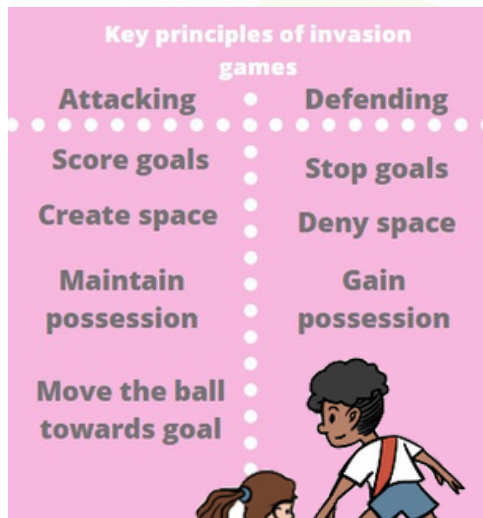 Key principles of invasion
games
Attacking
Defending
Score goals
Stop goals
Create space
Deny space
Maintain
possession
Gain
possession
Move the ball
towards goal